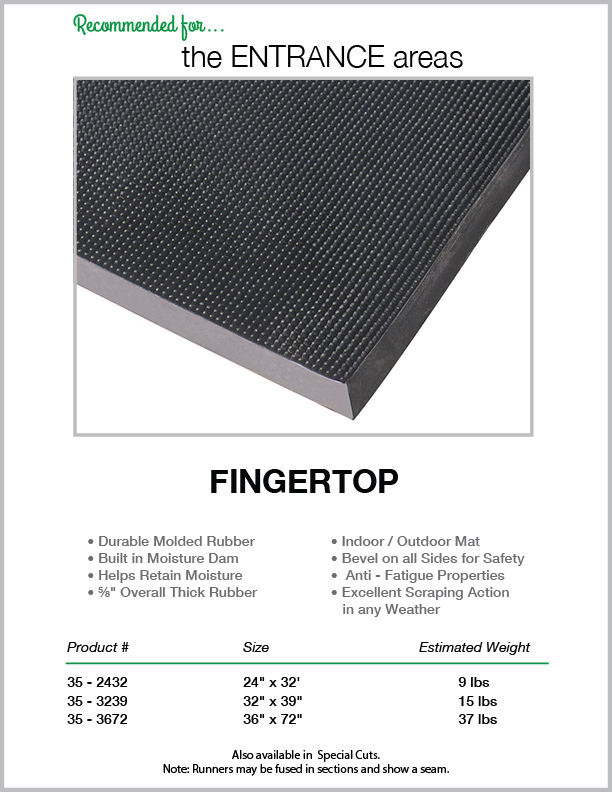 Recommended for...
the ENTRANCE areas
FINGERTOP
• Durable Molded Rubber
• Built in Moisture Dam
• Helps Retain Moisture
• ⅝" Overall Thick Rubber
• Indoor / Outdoor Mat
• Bevel on all Sides for Safety
• Anti - Fatigue Properties
• Excellent Scraping Action
in any Weather
Product # Size Estimated Weight
35 - 2432 24" x 32' 9 lbs
35 - 3239 32" x 39" 15 lbs
35 - 3672 36" x 72" 37 lbs
Also available in Special Cuts.
Note: Runners may be fused in sections and show a seam.